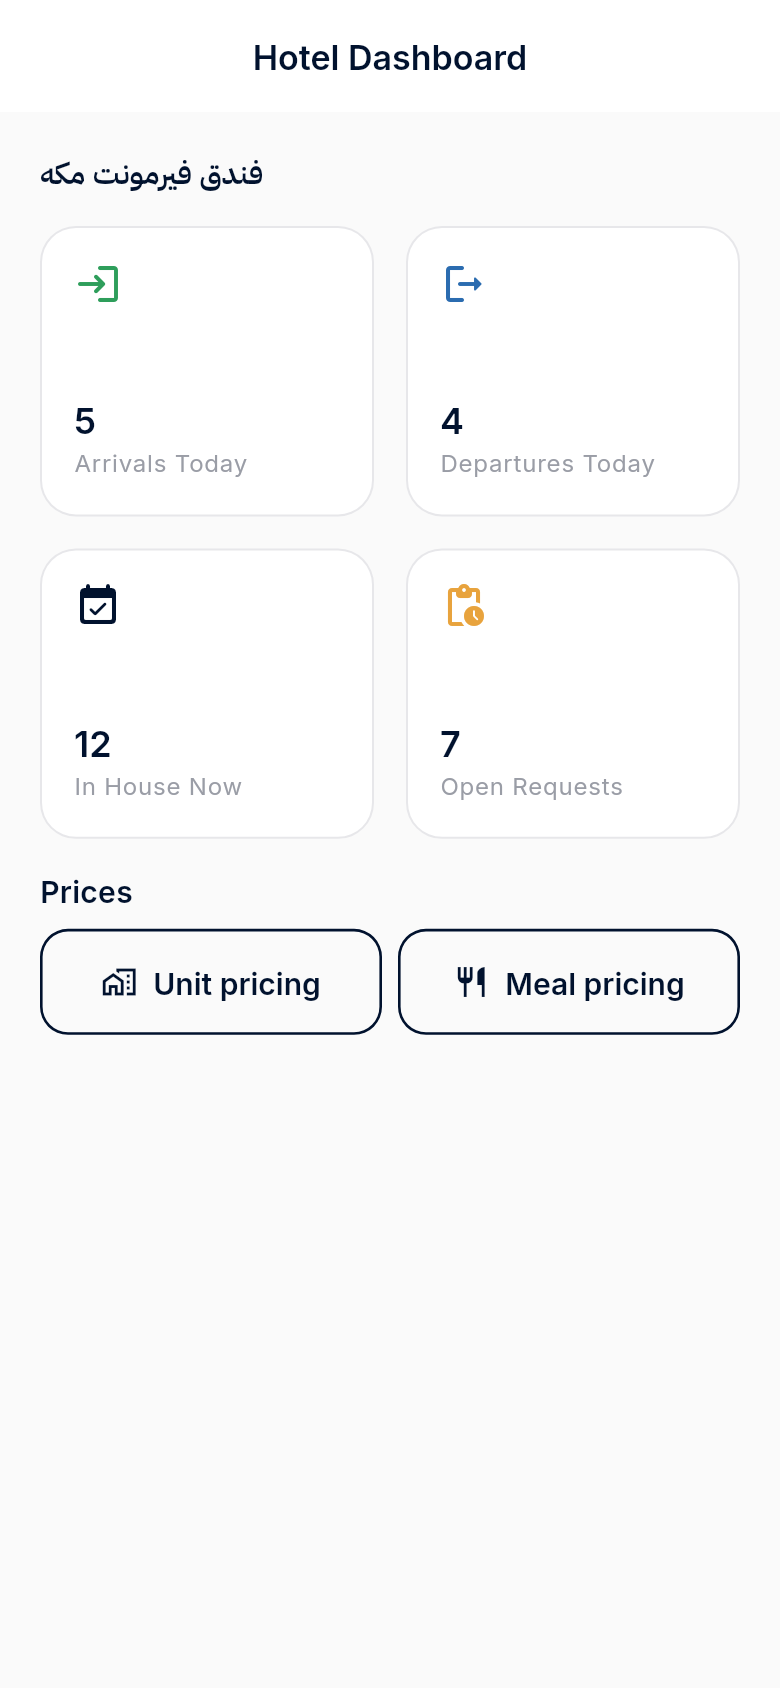 Hotel Dashboard
فندق فيرمونت مكه
5
Arrivals Today
4
Departures Today
12
In House Now
7
Open Requests
Prices
Unit pricing
Meal pricing